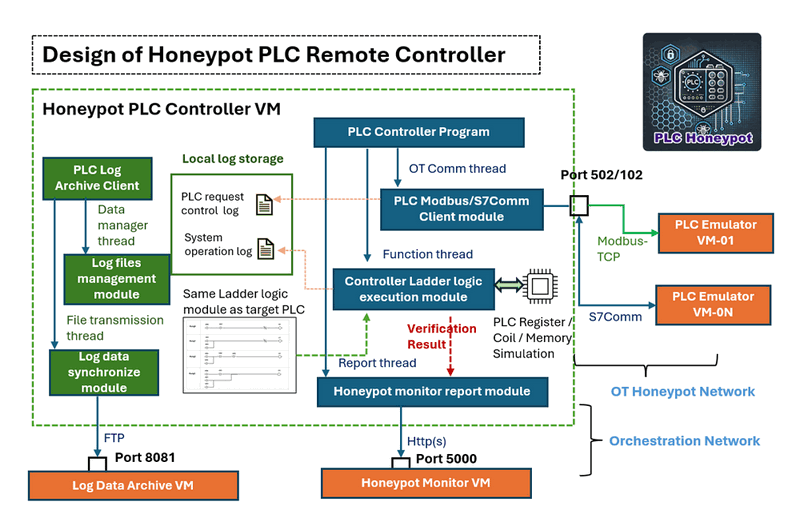 Design of Honeypot PLC Remote Controller
PLC
PLC Honeypot
Honeypot PLC Controller VM
PLC Controller Program
PLC Log
Archive Client
Local log storage
OT Comm thread
Port 502/102
PLC request
control log
PLC Modbus/S7Comm
Client module
Data
manager
thread
System
operation log
Modbus-
TCP
PLC Emulator
VM-01
Function thread
Log files
management
module
Controller Ladder logic
execution module
PLC Emulator
VM-0N
Same Ladder logic
module as target PLC
File transmission
thread
Verification
Result
PLC Register /
Coil / Memory
Simulation
S7Comm
Log data
synchronize
module
Report thread
Honeypot monitor report module
OT Honeypot Network
FTP
Port 8081
Http(s)
Port 5000
Orchestration Network
Log Data Archive VM
Honeypot Monitor VM